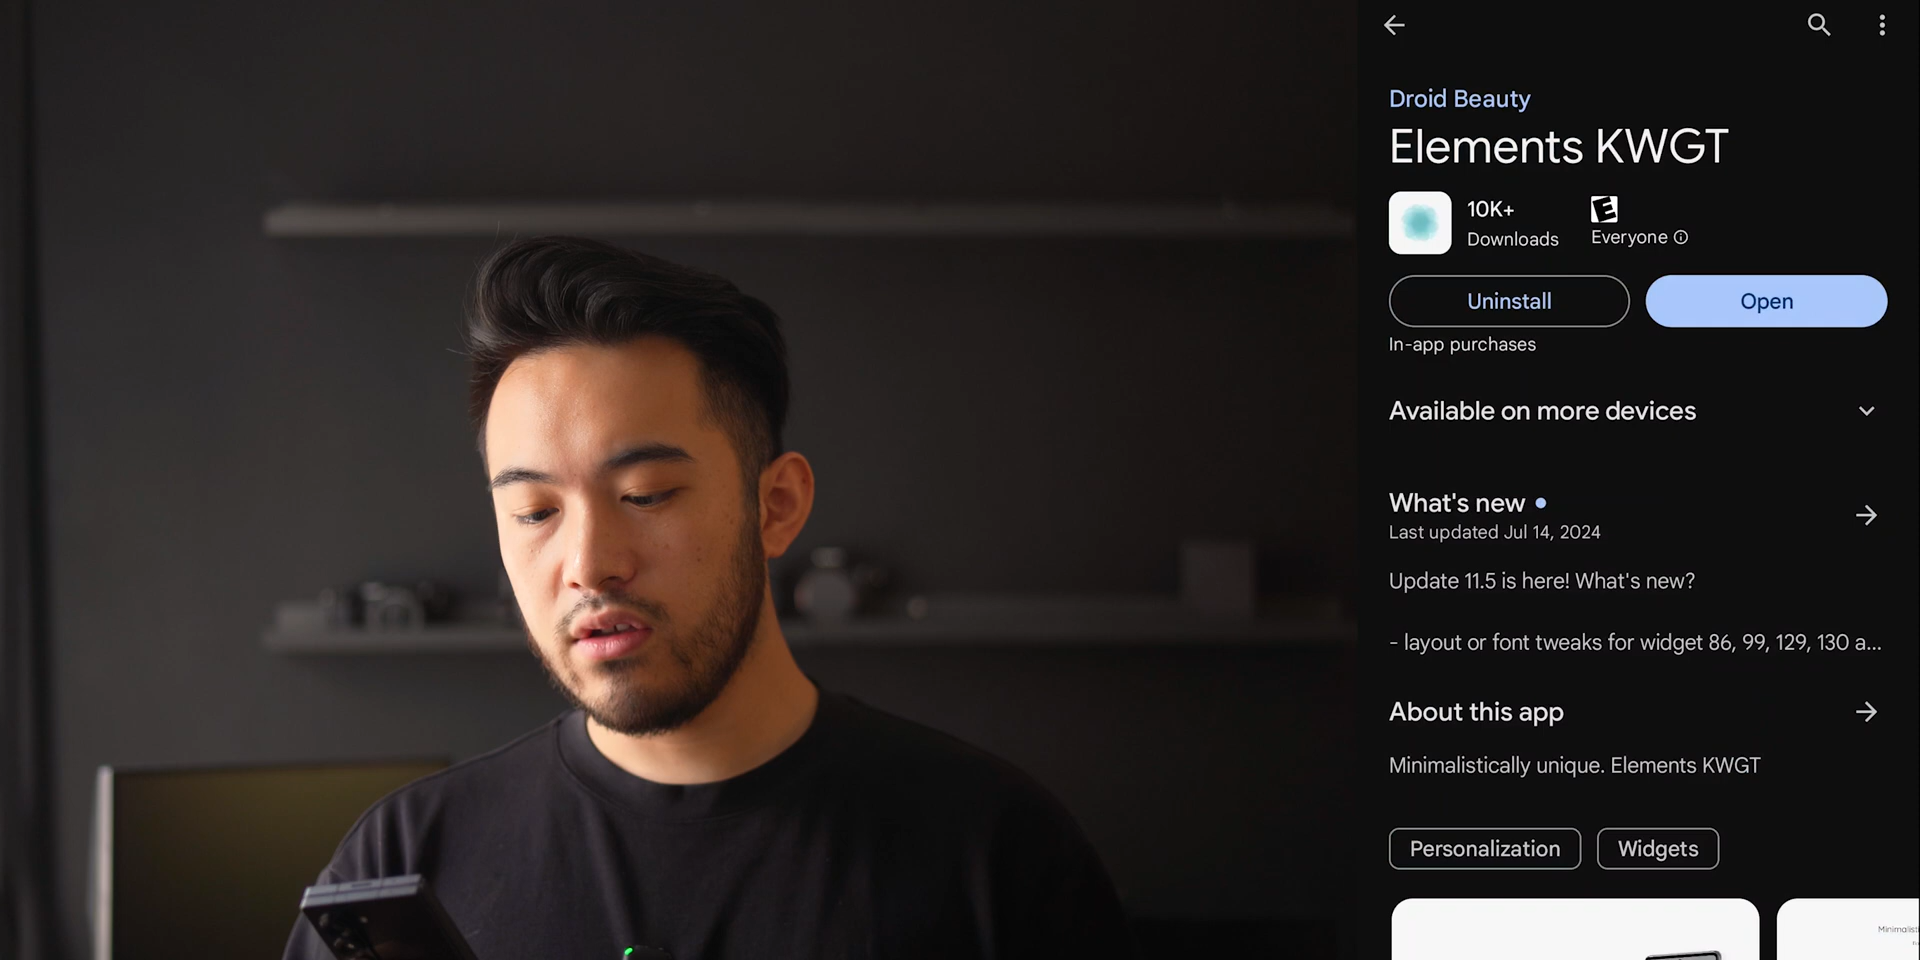 Droid Beauty
Elements KWGT
10K+
Downloads
E
Everyone
Uninstall
Open
In-app purchases
Available on more devices
What's new
Last updated Jul 14, 2024
Update 11.5 is here! What's new?
- layout or font tweaks for widget 86, 99, 129, 130 a...
About this app
Minimalistically unique. Elements KWGT
Personalization
Widgets